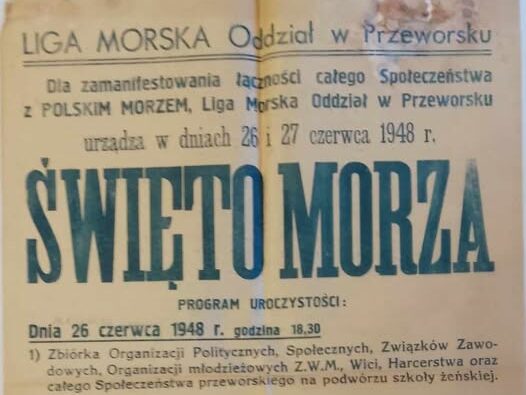 LIGA MORSKA Oddział w Przeworsku
Dla zamanifestowania łączności całego Społeczeństwa
z POLSKIM MORZEM, Liga Morska Oddział w Przeworsku
urządza w dniach 26 i 27 czerwca 1948 r.
ŚWIĘTO MORZA
PROGRAM UROCZYSTOŚCI:
Dnia 26 czerwca 1948 r. godzina 18,30
1) Zbiórka Organizacji Politycznych, Społecznych, Związków Zawo-
dowych, Organizacji młodzieżowych Z.W.M., Wici, Harcerstwa oraz
całego Społeczeństwa przeworskiego na podwórzu szkoły żeńskiej.